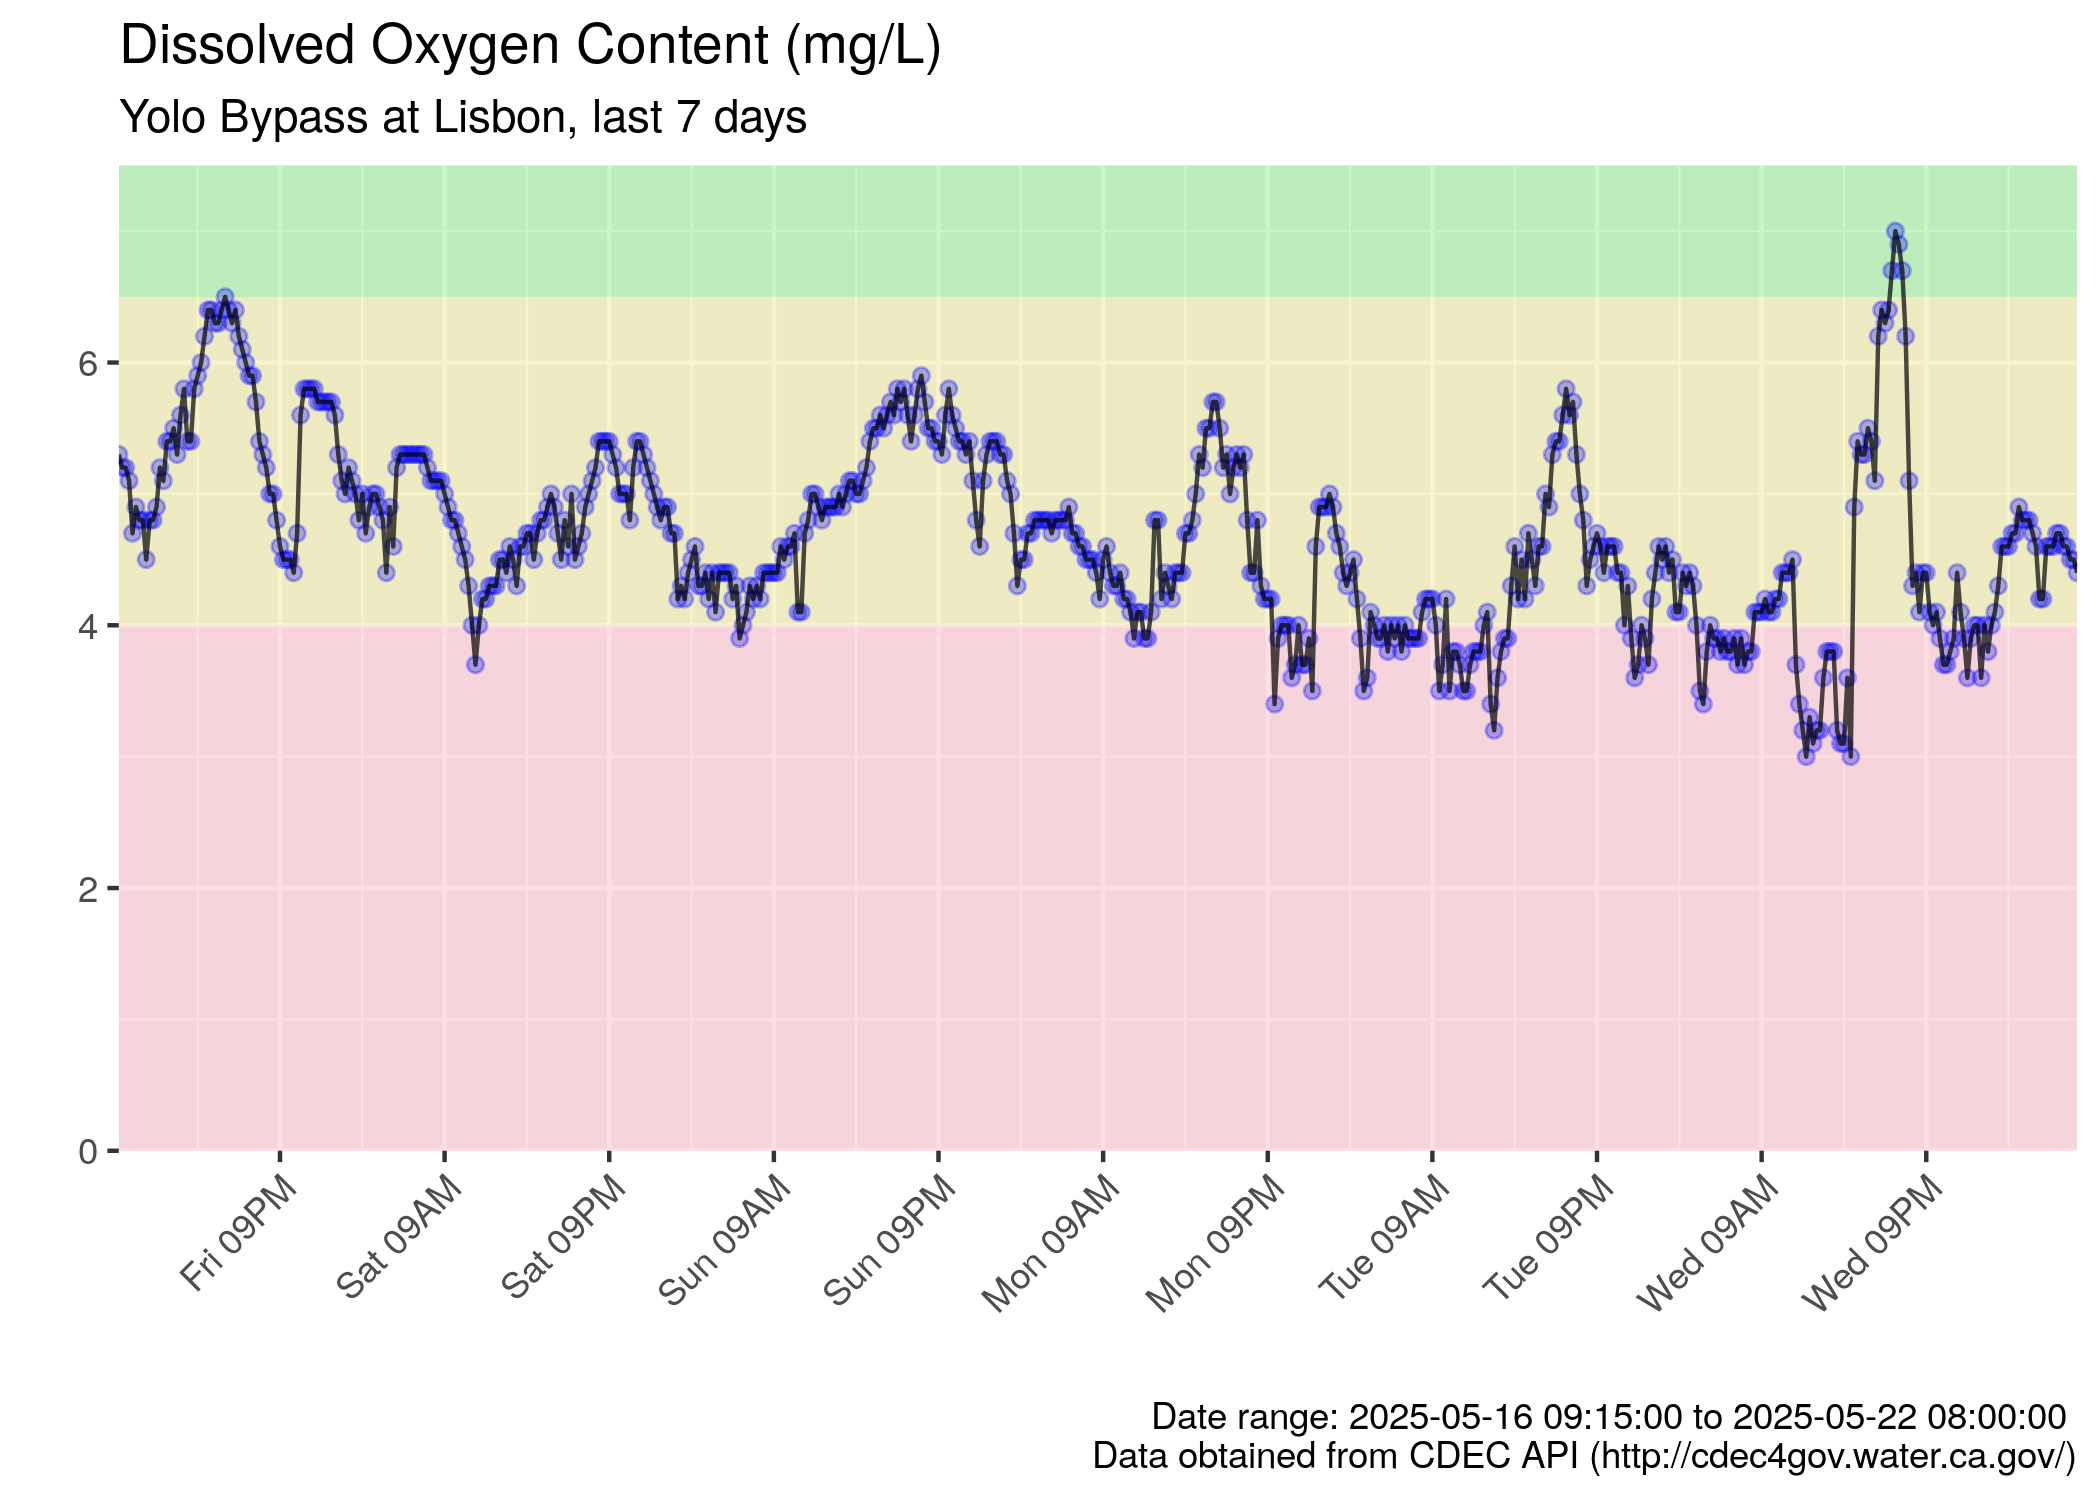 Dissolved Oxygen Content (mg/L)
Yolo Bypass at Lisbon, last 7 days
6
4
2
0
Fri 09PM
Sat 09AM
Sat 09PM
Sun 09AM
Sun 09PM
Mon 09AM
Mon 09PM
Tue 09AM
Tue 09PM
Wed 09AM
Wed 09PM
Date range: 2025-05-16 09:15:00 to 2025-05-22 08:00:00
Data obtained from CDEC API (http://cdec4gov.water.ca.gov/)